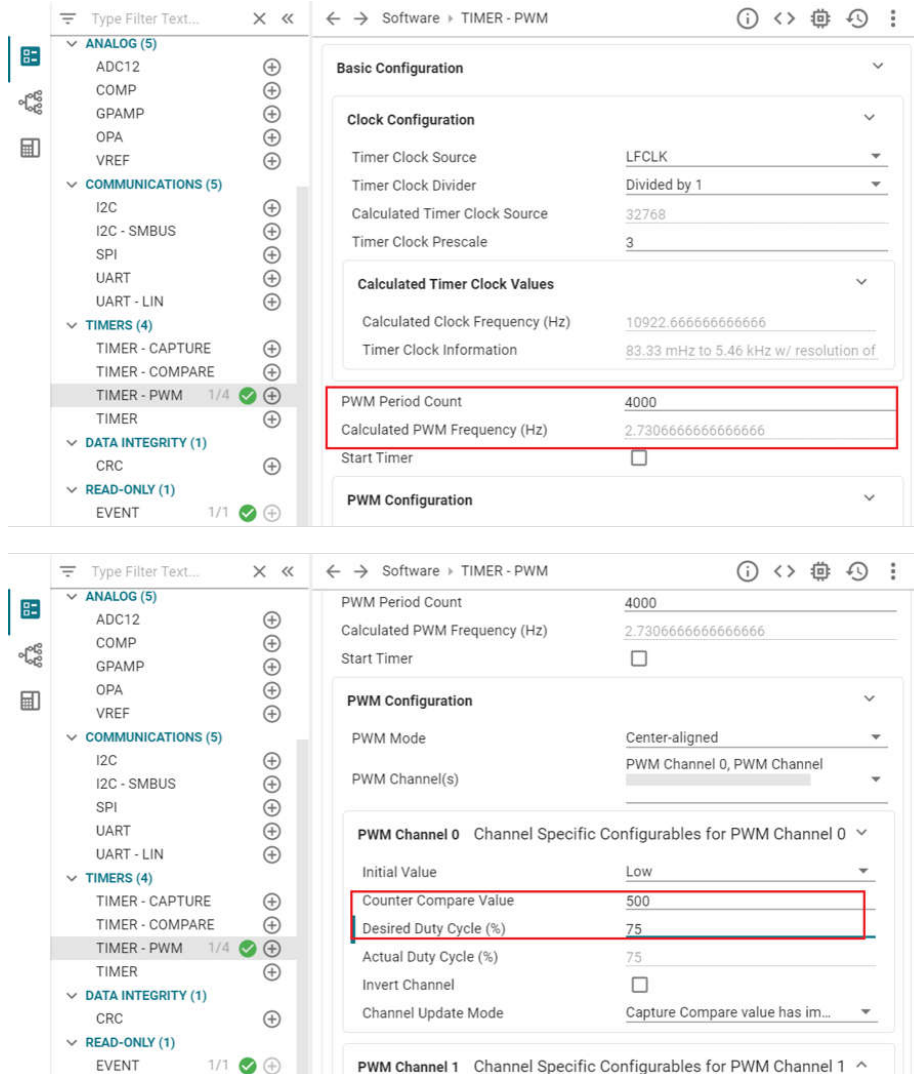 Type Filter Text...
Software TIMER - PWM
ANALOG (5)
ADC12
COMP
GPAMP
OPA
VREF
COMMUNICATIONS (5)
I2C
I2C - SMBUS
SPI
UART
UART - LIN
TIMERS (4)
TIMER - CAPTURE
TIMER - COMPARE
TIMER - PWM 1/4
TIMER
DATA INTEGRITY (1)
CRC
READ-ONLY (1)
EVENT 1/1
Basic Configuration
Clock Configuration
Timer Clock Source LFCLK
Timer Clock Divider Divided by 1
Calculated Timer Clock Source 32768
Timer Clock Prescale 3
Calculated Timer Clock Values
Calculated Clock Frequency (Hz) 10922.666666666666
Timer Clock Information 83.33 mHz to 5.46 kHz w/ resolution of
PWM Period Count 4000
Calculated PWM Frequency (Hz) 2.7306666666666666
Start Timer
PWM Configuration
Type Filter Text...
Software TIMER - PWM
ANALOG (5)
ADC12
COMP
GPAMP
OPA
VREF
COMMUNICATIONS (5)
I2C
I2C - SMBUS
SPI
UART
UART - LIN
TIMERS (4)
TIMER - CAPTURE
TIMER - COMPARE
TIMER - PWM 1/4
TIMER
DATA INTEGRITY (1)
CRC
READ-ONLY (1)
EVENT 1/1
PWM Period Count 4000
Calculated PWM Frequency (Hz) 2.7306666666666666
Start Timer
PWM Configuration
PWM Mode Center-aligned
PWM Channel(s) PWM Channel 0, PWM Channel
PWM Channel 0 Channel Specific Configurables for PWM Channel 0
Initial Value Low
Counter Compare Value 500
Desired Duty Cycle (%) 75
Actual Duty Cycle (%) 75
Invert Channel
Channel Update Mode Capture Compare value has im...
PWM Channel 1 Channel Specific Configurables for PWM Channel 1